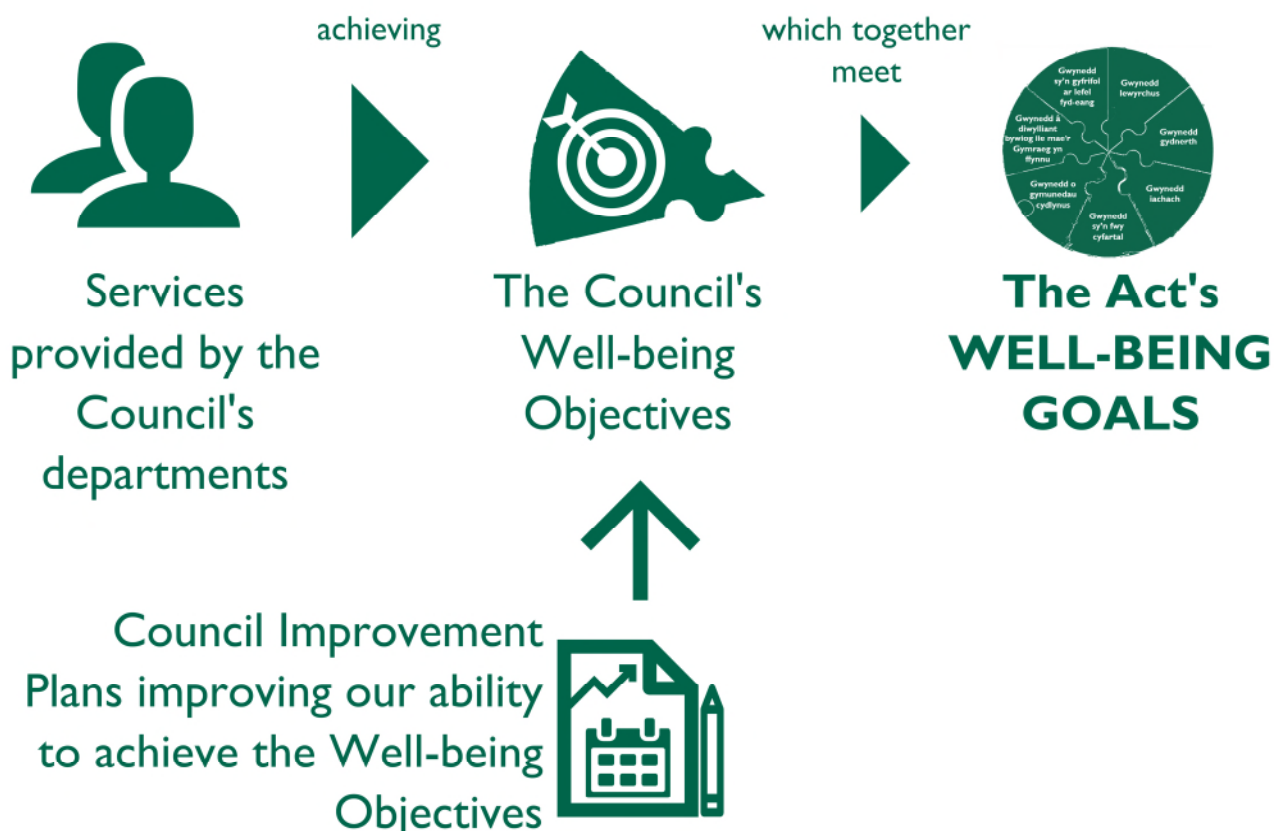 achieving
which together
meet
Gwynedd
sy'n gyfrifol
ar lefel
fyd-eang
Gwynedd
lewyrchus
Gwynedd â
diwylliant
bywiog lle mae'r
Gymraeg yn
ffynnu
Gwynedd
gydnerth
Gwynedd o
gymunedau
cydlynus
Gwynedd
iachach
Gwynedd
sy'n fwy
cyfartal
Services
provided by the
Council's
departments
The Council's
Well-being
Objectives
The Act's
WELL-BEING
GOALS
Council Improvement
Plans improving our ability
to achieve the Well-being
Objectives